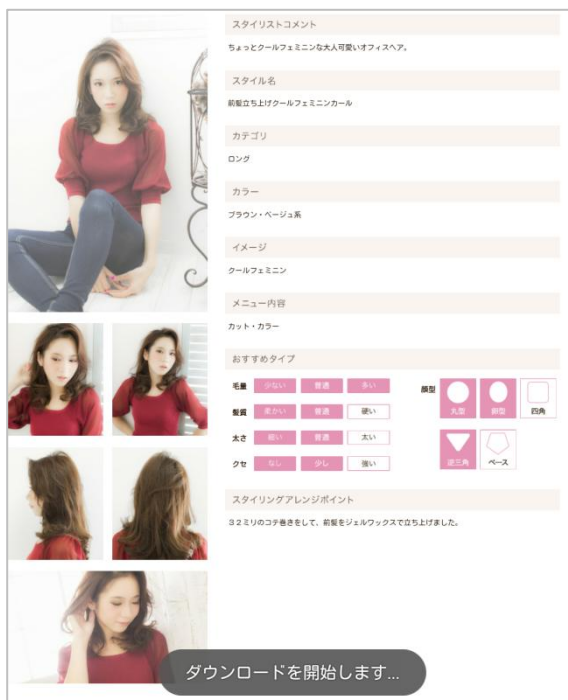 スタイリストコメント
ちょっとクールフェミニンな大人可愛いオフィスヘア。
スタイル名
前髪立ち上げクールフェミニンカール
カテゴリ
ロング
カラー
ブラウン・ベージュ系
イメージ
クールフェミニン
メニュー内容
カット・カラー
おすすめタイプ
毛量 少ない 普通 多い
髪質 柔かい 普通 硬い
太さ 細い 普通 太い
クセ なし 少し 強い
顔型 丸型 卵型 四角
逆三角 ベース
スタイリングアレンジポイント
32ミリのコテ巻きをして、前髪をジェルワックスで立ち上げました。
ダウンロードを開始します...